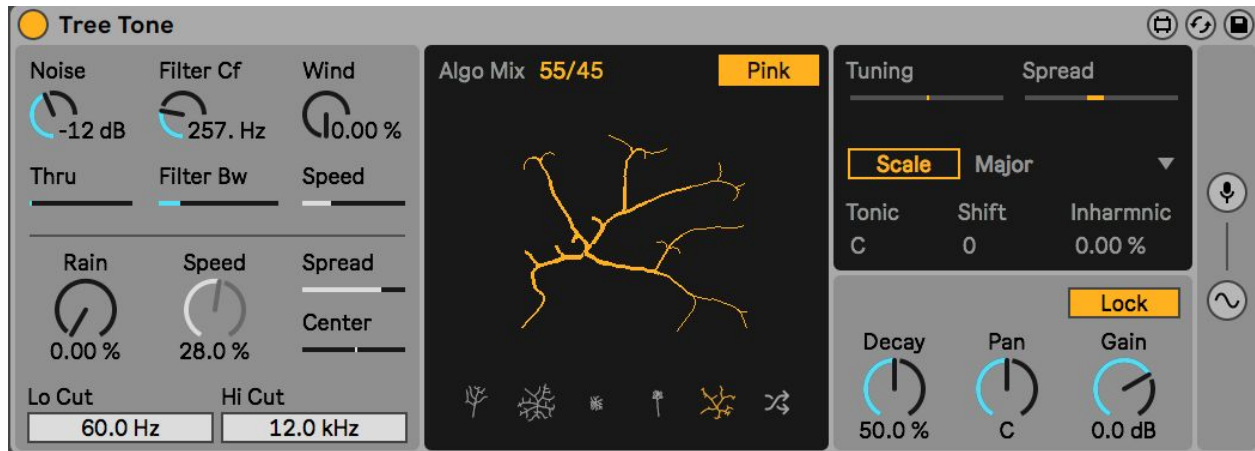 Tree Tone
Noise Filter Cf Wind
-12 dB 257. Hz 0.00 %
Thru Filter Bw Speed
Rain Speed Spread
Center
0.00 % 28.0 %
Lo Cut Hi Cut
60.0 Hz 12.0 kHz
Algo Mix 55/45 Pink
Tuning Spread
Scale Major
Tonic Shift Inharmnic
C 0 0.00 %
Lock
Decay Pan Gain
50.0 % C 0.0 dB